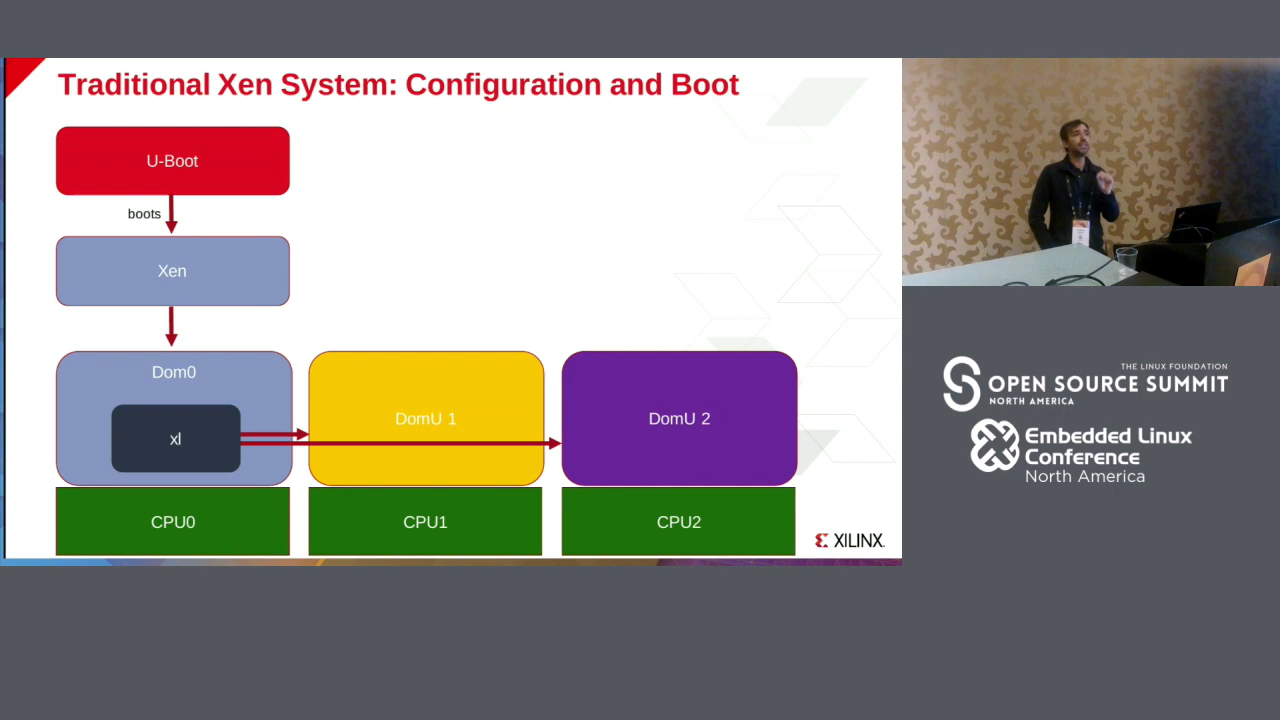 Traditional Xen System: Configuration and Boot
U-Boot
boots
Xen
Dom0
xl
DomU 1
DomU 2
CPU0
CPU1
CPU2
XILINX
THE LINUX FOUNDATION
OPEN SOURCE SUMMIT
NORTH AMERICA
Embedded Linux
Conference
North America